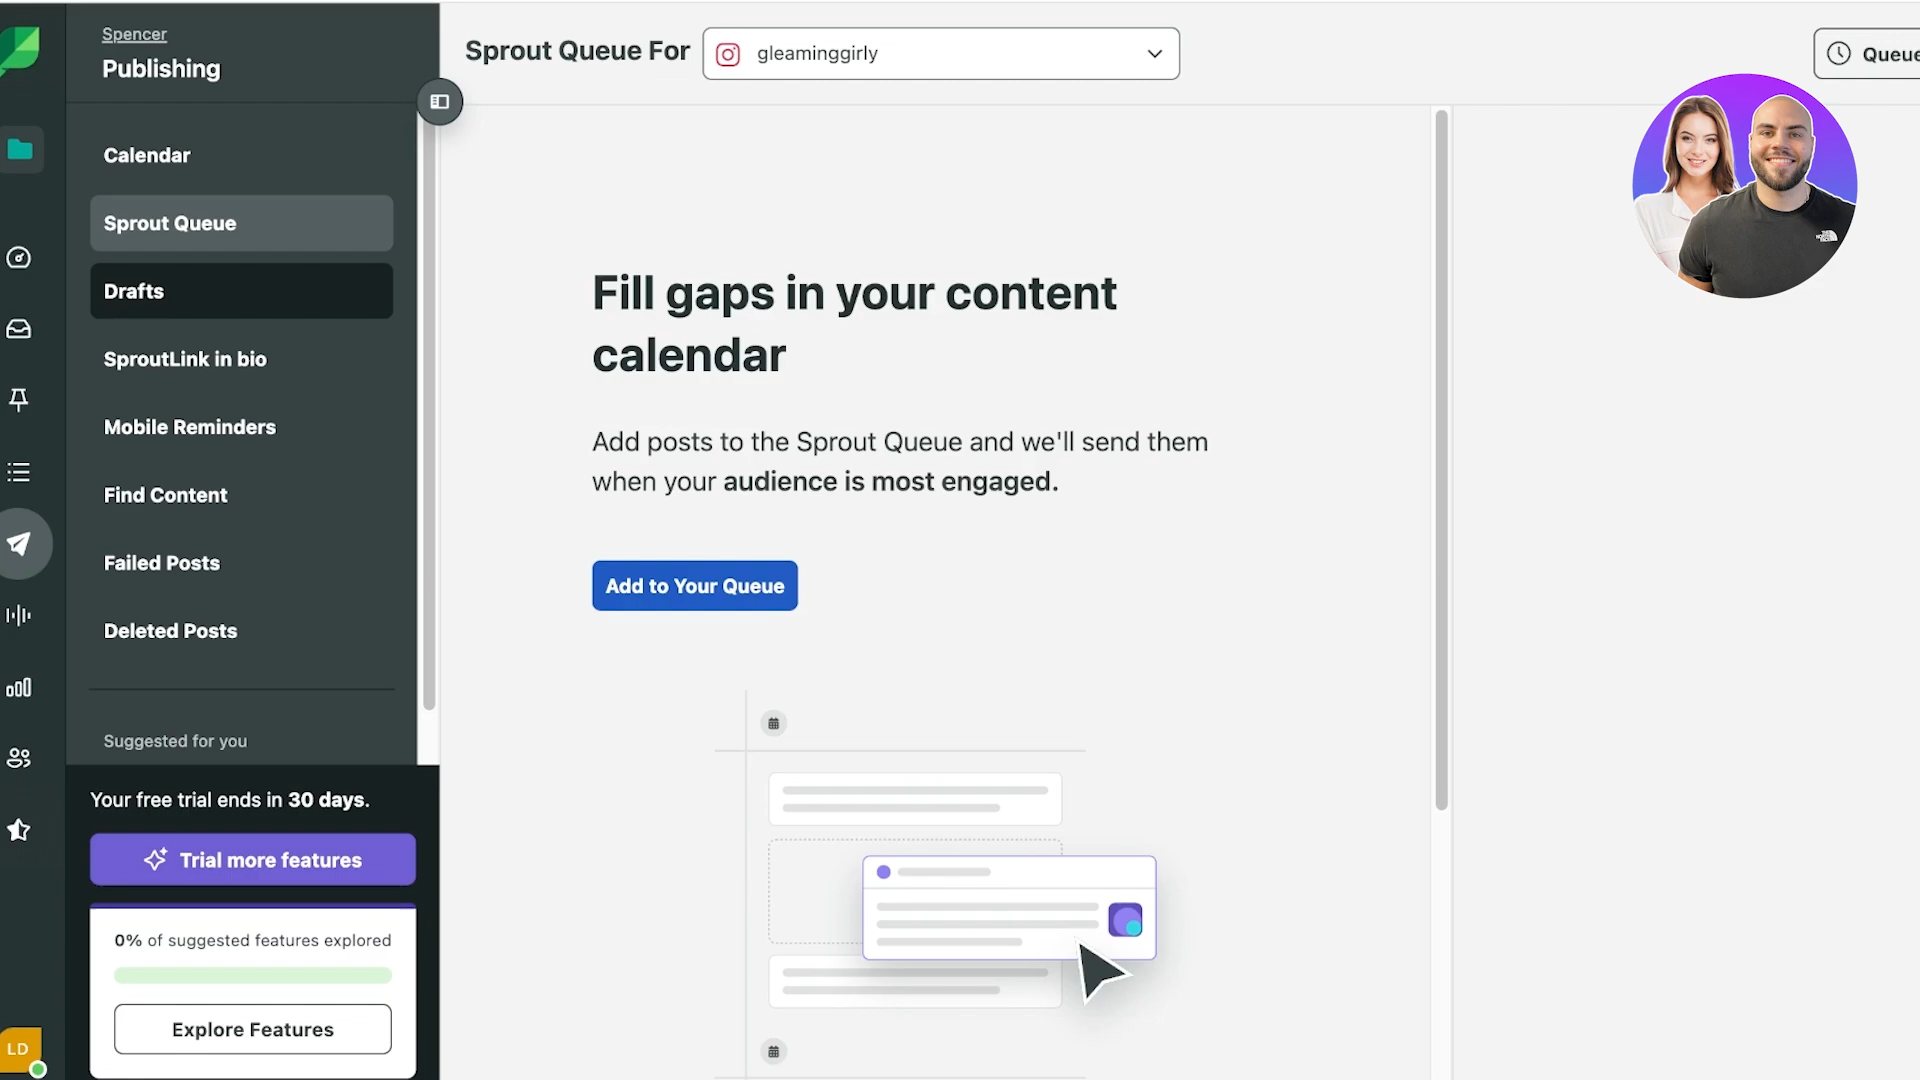 Spencer
Publishing
Calendar
Sprout Queue
Drafts
SproutLink in bio
Mobile Reminders
Find Content
Failed Posts
Deleted Posts
Suggested for you
Your free trial ends in 30 days.
Trial more features
0% of suggested features explored
Explore Features
LD
Sprout Queue For
gleaminggirly
Queue
Fill gaps in your content
calendar
Add posts to the Sprout Queue and we'll send them
when your audience is most engaged.
Add to Your Queue
THE
NORTH
FACE